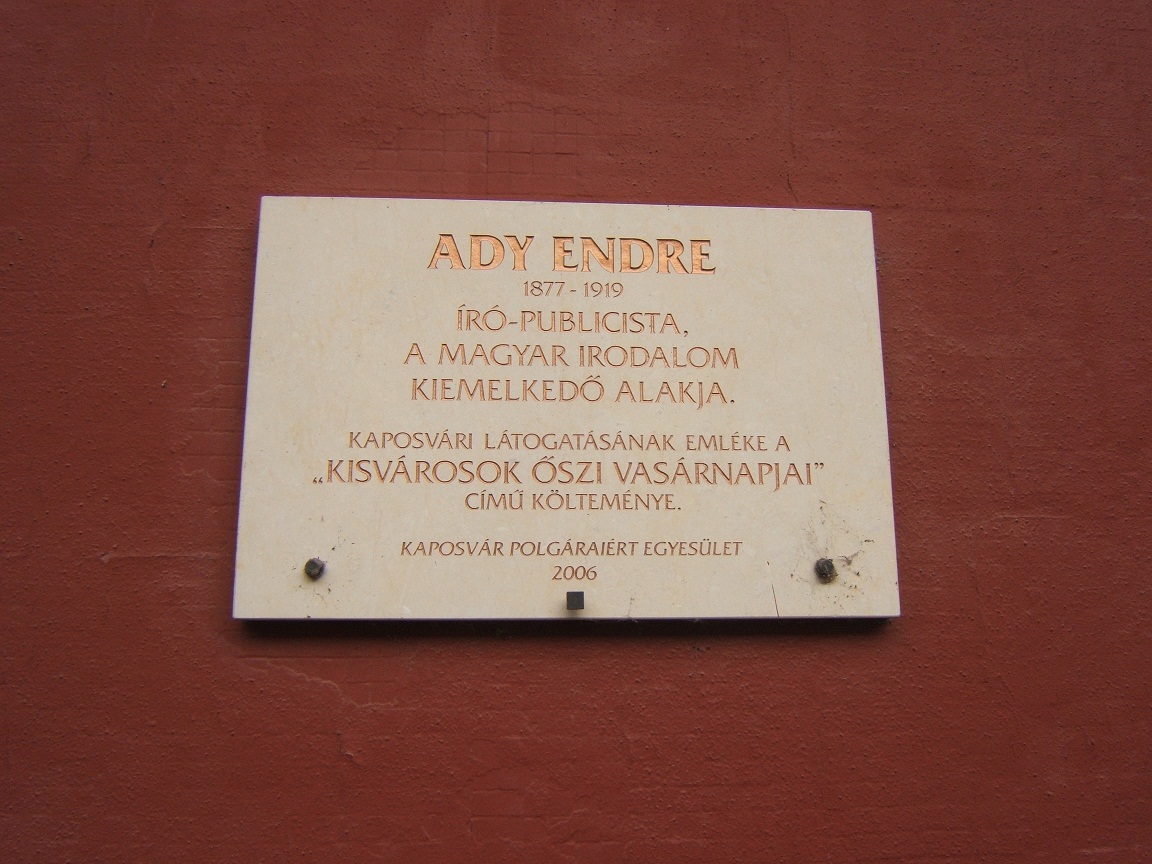 ADY ENDRE
1877 - 1919
ÍRÓ-PUBLICISTA,
A MAGYAR IRODALOM
KIEMELKEDŐ ALAKJA.
KAPOSVÁRI LÁTOGATÁSÁNAK EMLÉKE A
„KISVÁROSOK ŐSZI VASÁRNAPJAI”
CÍMŰ KÖLTEMÉNYE.
KAPOSVÁR POLGÁRAIÉRT EGYESÜLET
2006